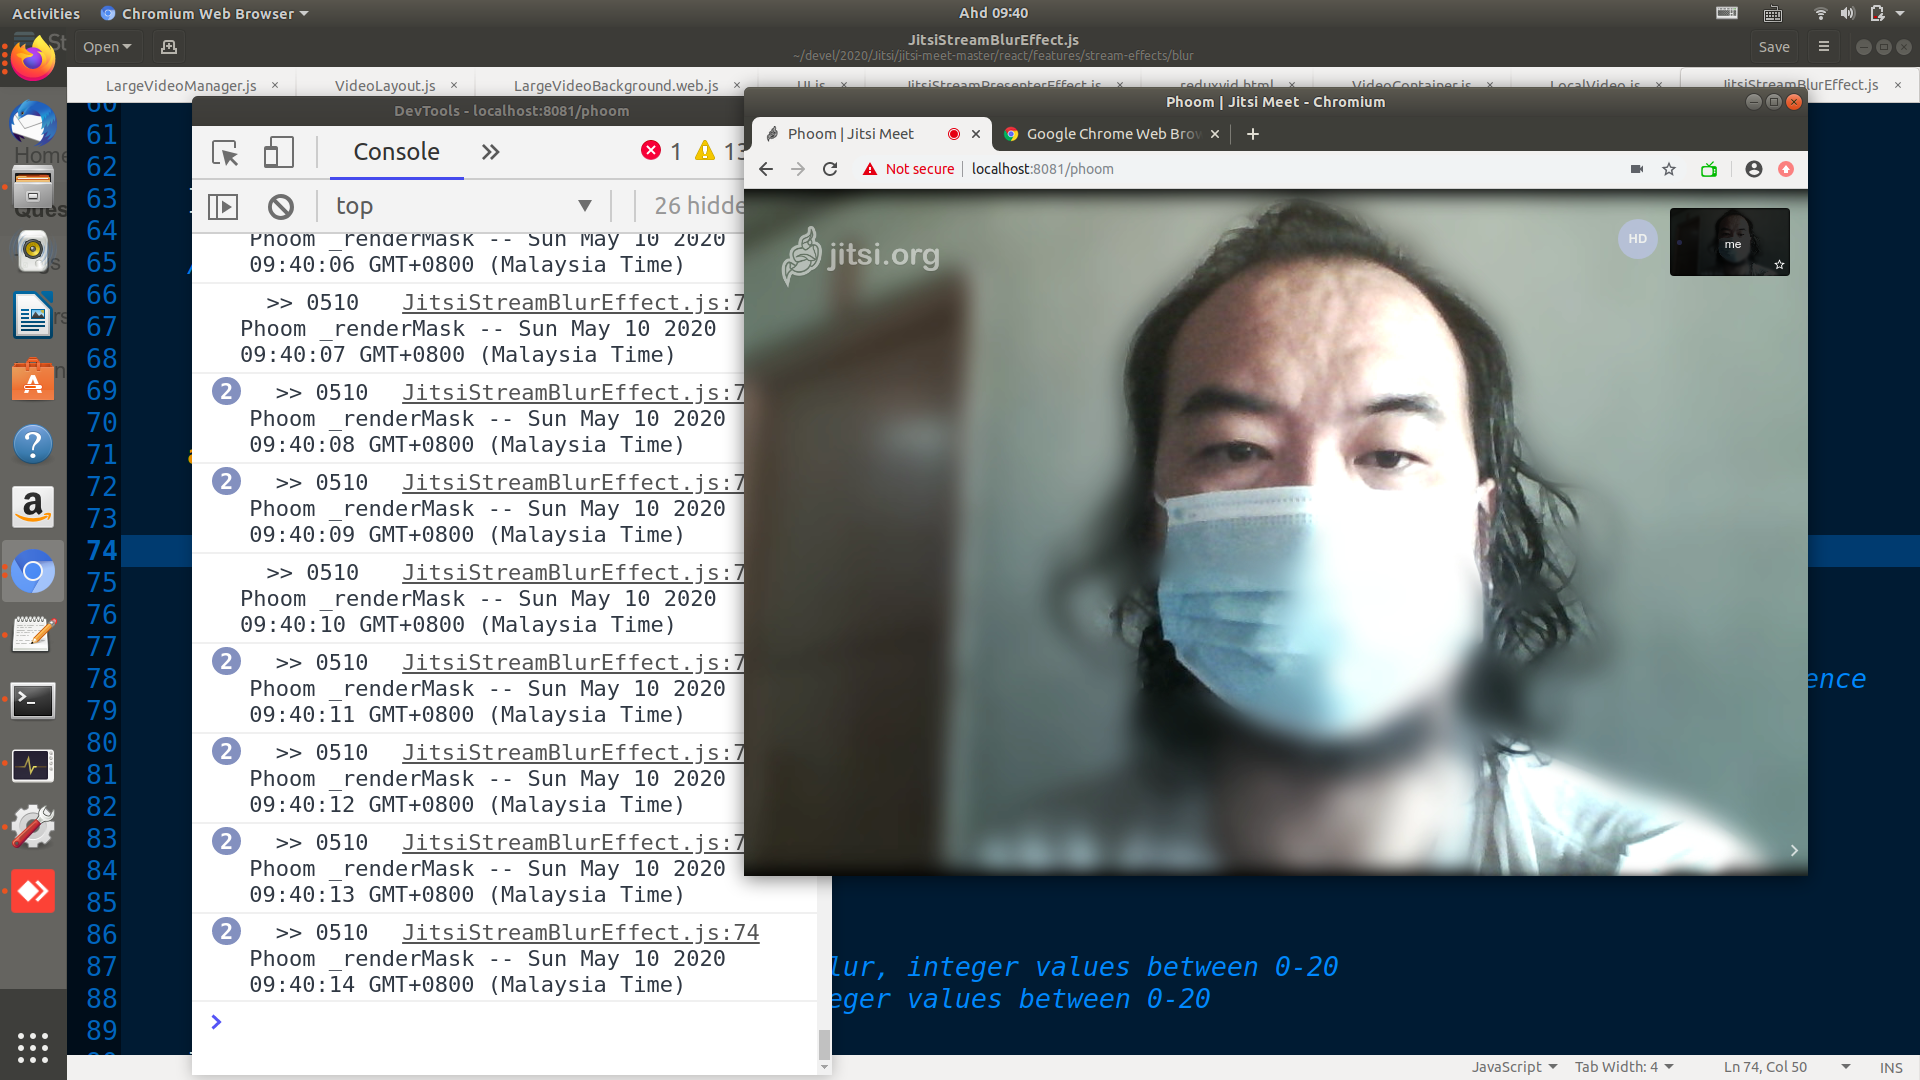 Activities
Chromium Web Browser
Ahd 09:40
Open
JitsiStreamBlurEffect.js
~/devel/2020/Jitsi/jitsi-meet-master/react/features/stream-effects/blur
Save
LargeVideoManager.js ×
VideoLayout.js ×
LargeVideoBackground.web.js ×
UI.js ×
JitsiStreamPresenterEffect.js ×
reduxvid.html ×
VideoContainer.js ×
LocalVideo.js ×
JitsiStreamBlurEffect.js ×
60
61
62
63
64
65
66
67
68
69
70
71
72
73
74
75
76
77
78
79
80
81
82
83
84
85
86
87
88
89
DevTools - localhost:8081/phoom
Console
1
13
top
26 hidde
Phoom _renderMask -- Sun May 10 2020
09:40:06 GMT+0800 (Malaysia Time)
>> 0510 JitsiStreamBlurEffect.js:7
Phoom _renderMask -- Sun May 10 2020
09:40:07 GMT+0800 (Malaysia Time)
2 >> 0510 JitsiStreamBlurEffect.js:7
Phoom _renderMask -- Sun May 10 2020
09:40:08 GMT+0800 (Malaysia Time)
2 >> 0510 JitsiStreamBlurEffect.js:7
Phoom _renderMask -- Sun May 10 2020
09:40:09 GMT+0800 (Malaysia Time)
>> 0510 JitsiStreamBlurEffect.js:7
Phoom _renderMask -- Sun May 10 2020
09:40:10 GMT+0800 (Malaysia Time)
2 >> 0510 JitsiStreamBlurEffect.js:7
Phoom _renderMask -- Sun May 10 2020
09:40:11 GMT+0800 (Malaysia Time)
2 >> 0510 JitsiStreamBlurEffect.js:7
Phoom _renderMask -- Sun May 10 2020
09:40:12 GMT+0800 (Malaysia Time)
2 >> 0510 JitsiStreamBlurEffect.js:7
Phoom _renderMask -- Sun May 10 2020
09:40:13 GMT+0800 (Malaysia Time)
2 >> 0510 JitsiStreamBlurEffect.js:74
Phoom _renderMask -- Sun May 10 2020
09:40:14 GMT+0800 (Malaysia Time)
>
Phoom | Jitsi Meet - Chromium
Phoom | Jitsi Meet ×
Google Chrome Web Brow ×
+
Not secure | localhost:8081/phoom
jitsi.org
HD
me
ence
lur, integer values between 0-20
eger values between 0-20
JavaScript
Tab Width: 4
Ln 74, Col 50
INS